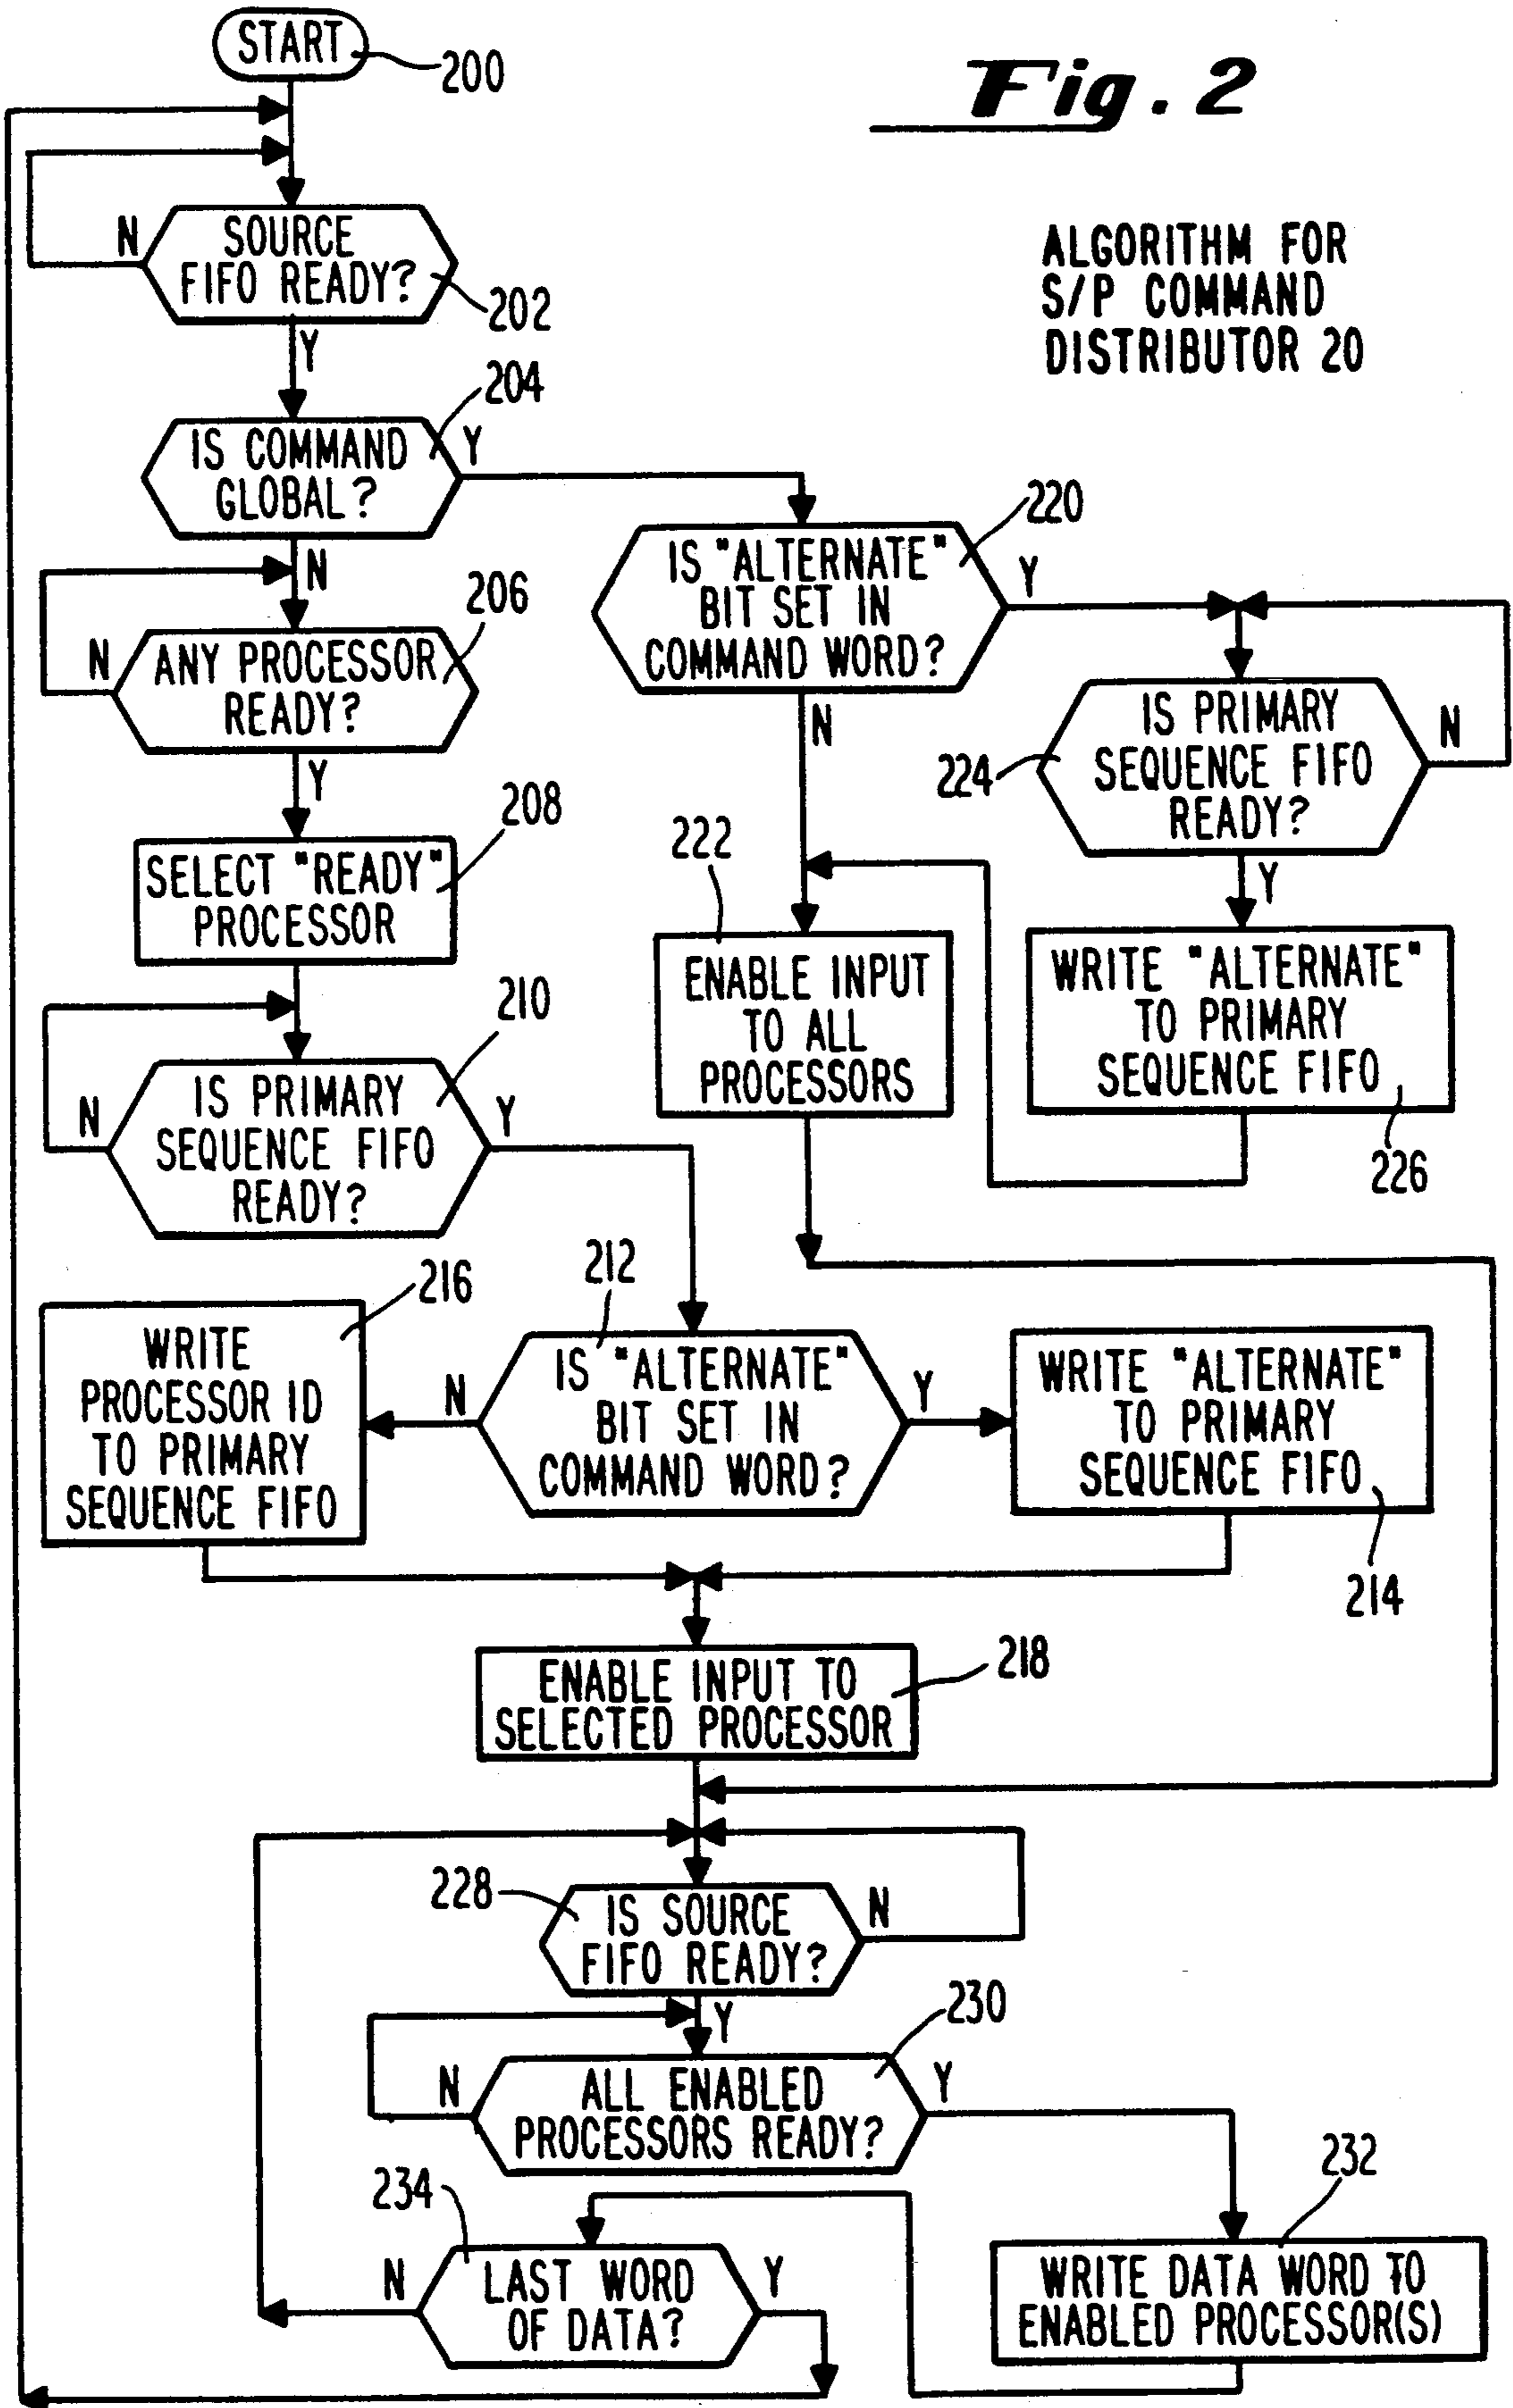 START
200
Fig. 2
ALGORITHM FOR
S/P COMMAND
DISTRIBUTOR 20
SOURCE
FIFO READY?
202
N
Y
204
IS COMMAND
GLOBAL?
Y
N
220
IS "ALTERNATE"
BIT SET IN
COMMAND WORD?
Y
N
206
ANY PROCESSOR
READY?
N
Y
224
IS PRIMARY
SEQUENCE FIFO
READY?
N
Y
208
SELECT "READY"
PROCESSOR
222
ENABLE INPUT
TO ALL
PROCESSORS
WRITE "ALTERNATE"
TO PRIMARY
SEQUENCE FIFO
226
210
IS PRIMARY
SEQUENCE FIFO
READY?
N
Y
216
WRITE
PROCESSOR ID
TO PRIMARY
SEQUENCE FIFO
212
IS "ALTERNATE"
BIT SET IN
COMMAND WORD?
N
Y
WRITE "ALTERNATE"
TO PRIMARY
SEQUENCE FIFO
214
ENABLE INPUT TO
SELECTED PROCESSOR
218
228
IS SOURCE
FIFO READY?
N
Y
230
ALL ENABLED
PROCESSORS READY?
N
Y
232
WRITE DATA WORD TO
ENABLED PROCESSOR(S)
234
LAST WORD
OF DATA?
N
Y